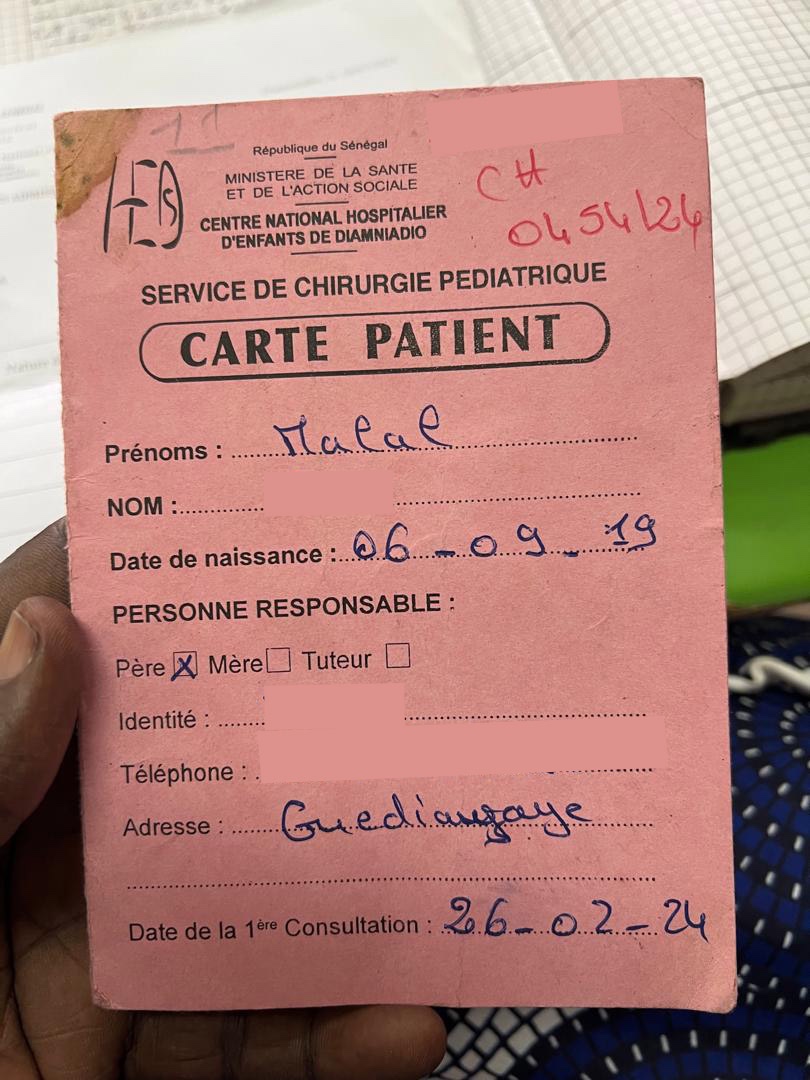 11
République du Sénégal
MINISTERE DE LA SANTE
ET DE L'ACTION SOCIALE
CENTRE NATIONAL HOSPITALIER
D'ENFANTS DE DIAMNIADIO
CH
0454/24
SERVICE DE CHIRURGIE PEDIATRIQUE
CARTE PATIENT
Prénoms : Malal
NOM :
Date de naissance : 06-09-19
PERSONNE RESPONSABLE :
Père X Mère Tuteur
Identité :
Téléphone :
Adresse : Guediawaye
Date de la 1ère Consultation : 26-02-24